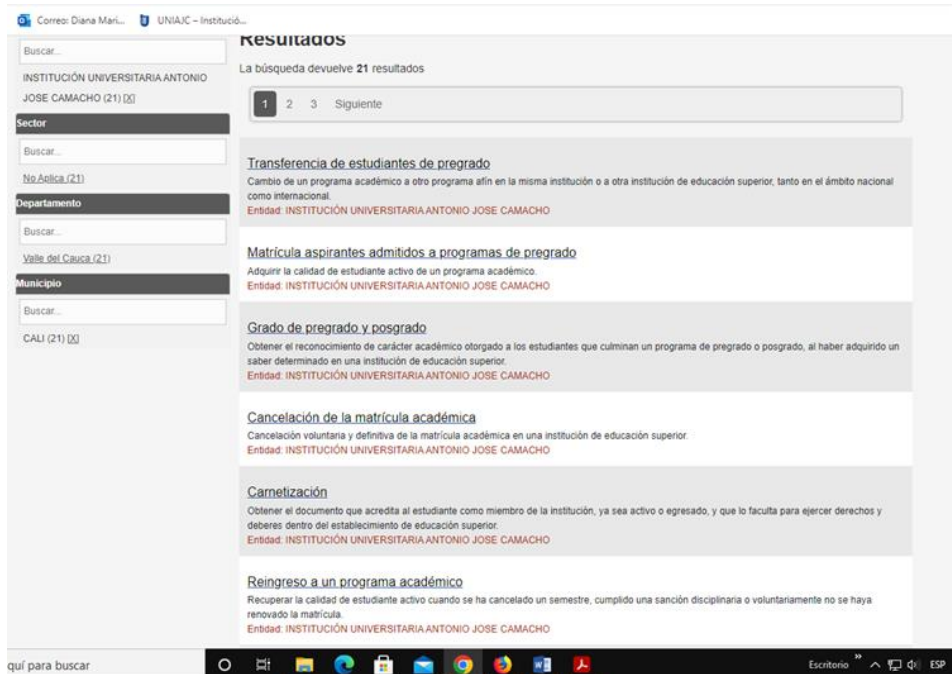 Correo: Diana Mari... UNIAJC – Institució...
Buscar...
INSTITUCIÓN UNIVERSITARIA ANTONIO
JOSE CAMACHO (21) [X]
Sector
Buscar...
No Aplica (21)
Departamento
Buscar...
Valle del Cauca (21)
Municipio
Buscar...
CALI (21) [X]
Resultados
La búsqueda devuelve 21 resultados
1 2 3 Siguiente
Transferencia de estudiantes de pregrado
Cambio de un programa académico a otro programa afín en la misma institución o a otra institución de educación superior, tanto en el ámbito nacional
como internacional.
Entidad: INSTITUCIÓN UNIVERSITARIA ANTONIO JOSE CAMACHO
Matrícula aspirantes admitidos a programas de pregrado
Adquirir la calidad de estudiante activo de un programa académico.
Entidad: INSTITUCIÓN UNIVERSITARIA ANTONIO JOSE CAMACHO
Grado de pregrado y posgrado
Obtener el reconocimiento de carácter académico otorgado a los estudiantes que culminan un programa de pregrado o posgrado, al haber adquirido un
saber determinado en una institución de educación superior.
Entidad: INSTITUCIÓN UNIVERSITARIA ANTONIO JOSE CAMACHO
Cancelación de la matrícula académica
Cancelación voluntaria y definitiva de la matrícula académica en una institución de educación superior.
Entidad: INSTITUCIÓN UNIVERSITARIA ANTONIO JOSE CAMACHO
Carnetización
Obtener el documento que acredita al estudiante como miembro de la institución, ya sea activo o egresado, y que lo faculta para ejercer derechos y
deberes dentro del establecimiento de educación superior.
Entidad: INSTITUCIÓN UNIVERSITARIA ANTONIO JOSE CAMACHO
Reingreso a un programa académico
Recuperar la calidad de estudiante activo cuando se ha cancelado un semestre, cumplido una sanción disciplinaria o voluntariamente no se haya
renovado la matrícula.
Entidad: INSTITUCIÓN UNIVERSITARIA ANTONIO JOSE CAMACHO
quí para buscar Escritorio ESP